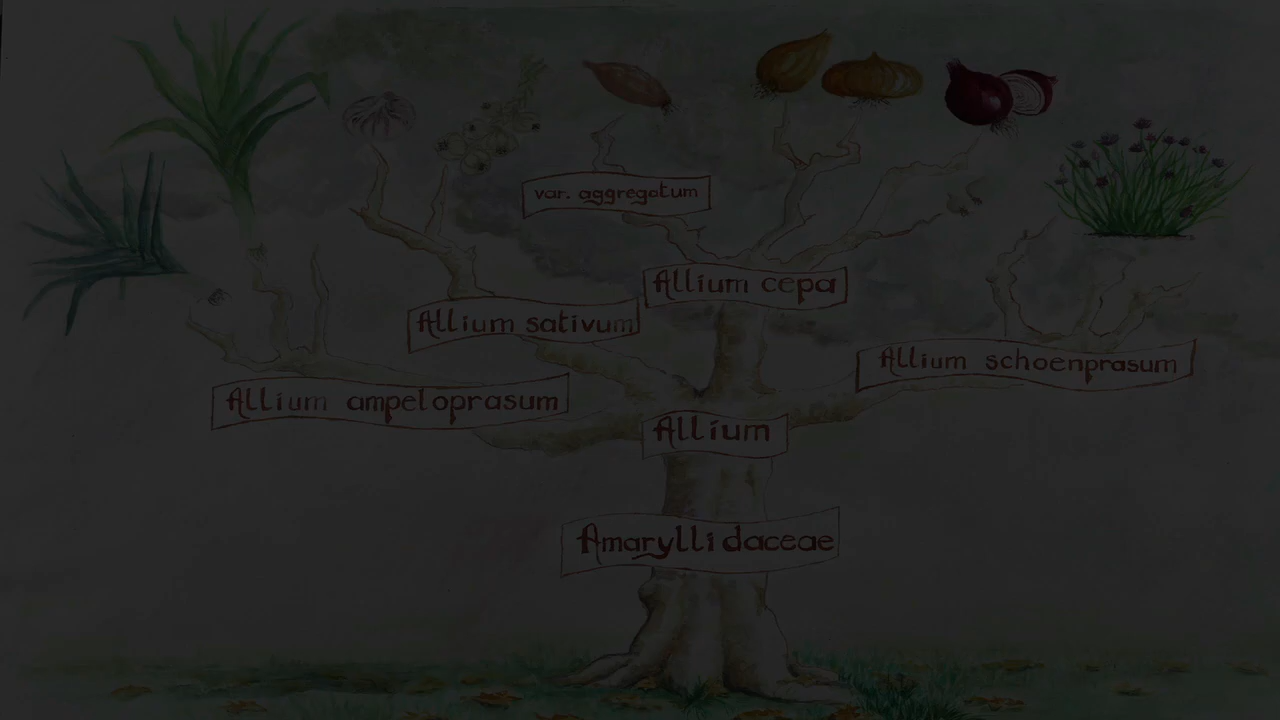 var. aggregatum
Allium cepa
Allium sativum
Allium schoenprasum
Allium ampeloprasum
Allium
Amaryllidaceae